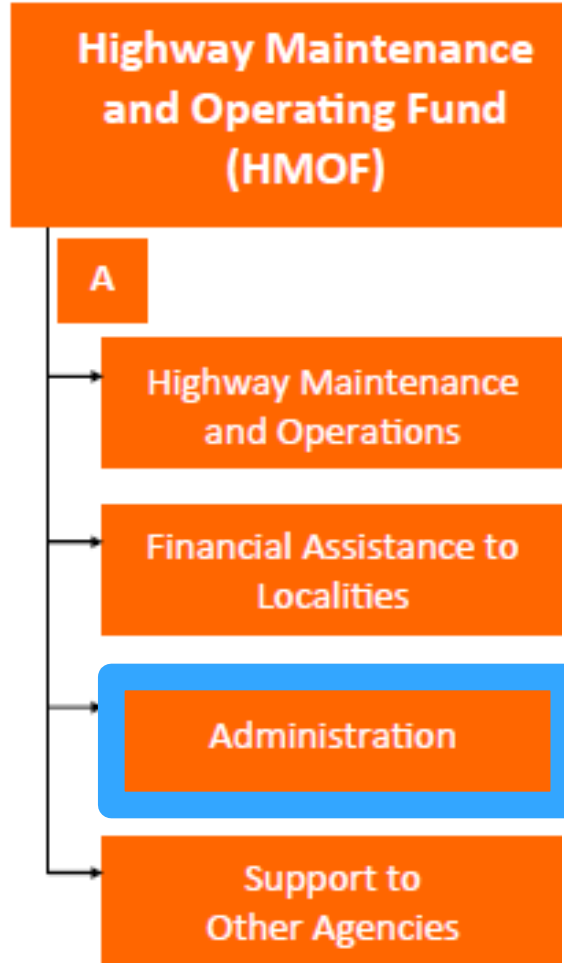 Highway Maintenance
and Operating Fund
(HMOF)
A
Highway Maintenance
and Operations
Financial Assistance to
Localities
Administration
Support to
Other Agencies